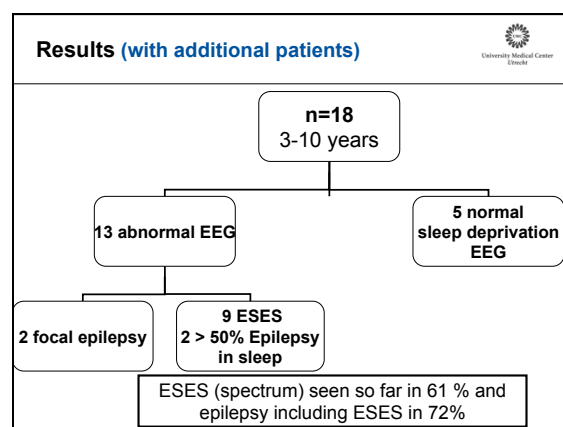 Results (with additional patients)
University Medical Center
Utrecht
n=18
3-10 years
13 abnormal EEG
5 normal
sleep deprivation
EEG
2 focal epilepsy
9 ESES
2 > 50% Epilepsy
in sleep
ESES (spectrum) seen so far in 61 % and
epilepsy including ESES in 72%